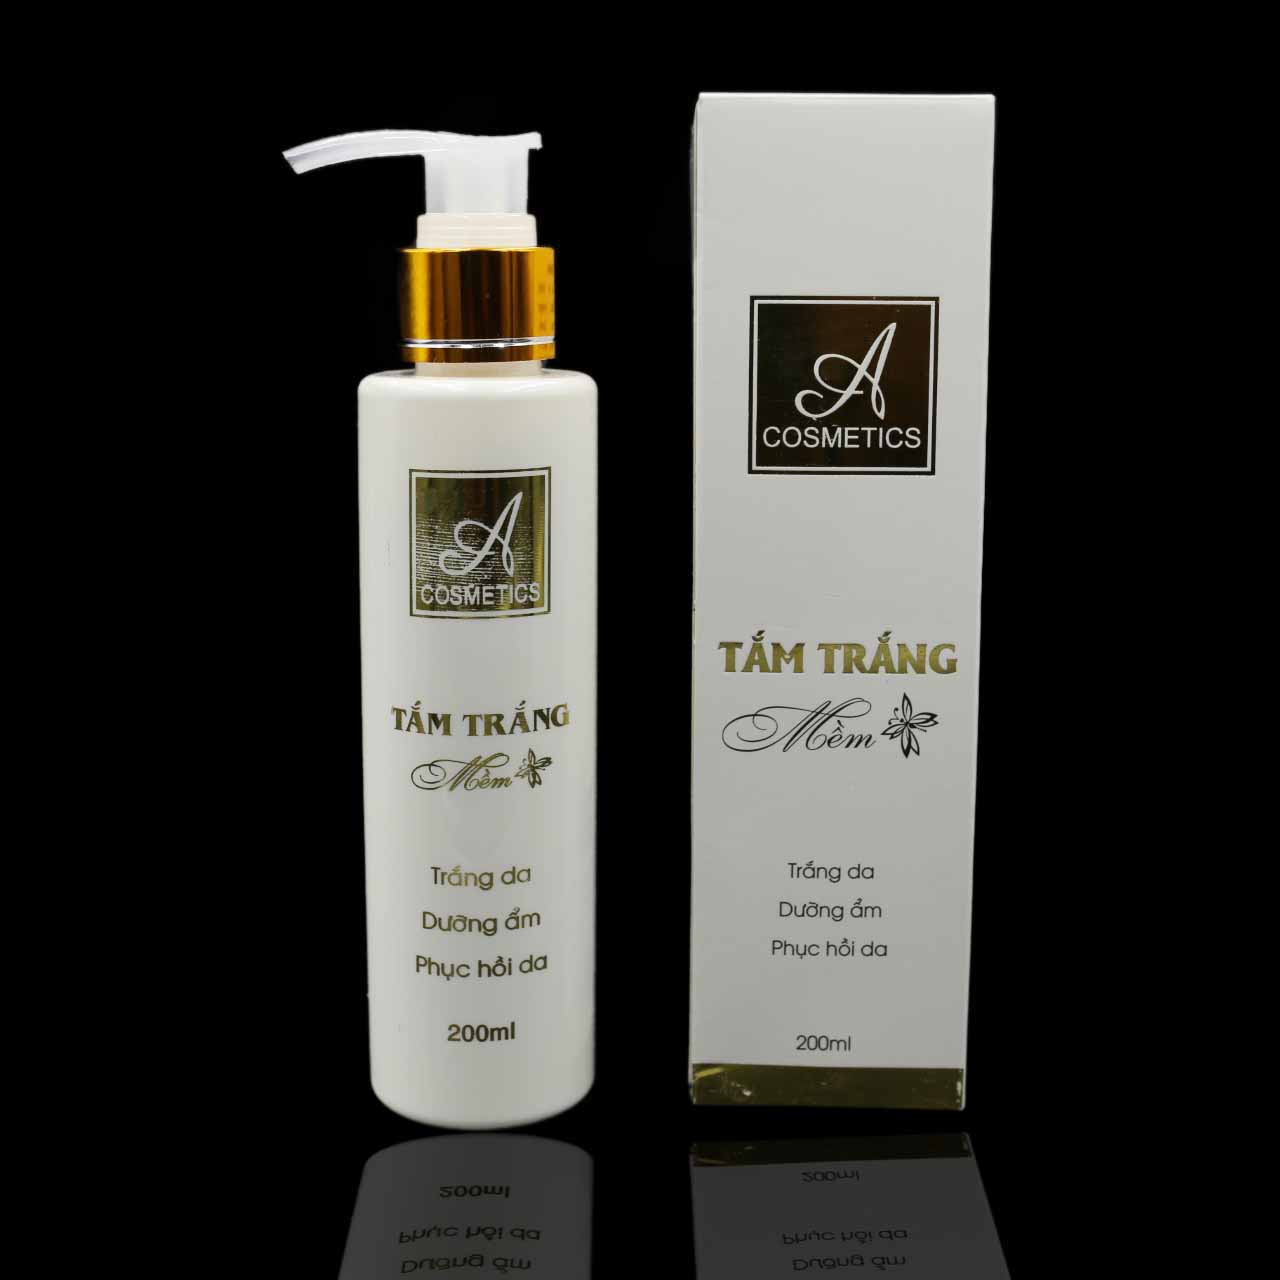 A
COSMETICS
TẮM TRẮNG
Mềm
Trắng da
Dưỡng ẩm
Phục hồi da
200ml
A
COSMETICS
TẮM TRẮNG
Mềm
Trắng da
Dưỡng ẩm
Phục hồi da
200ml